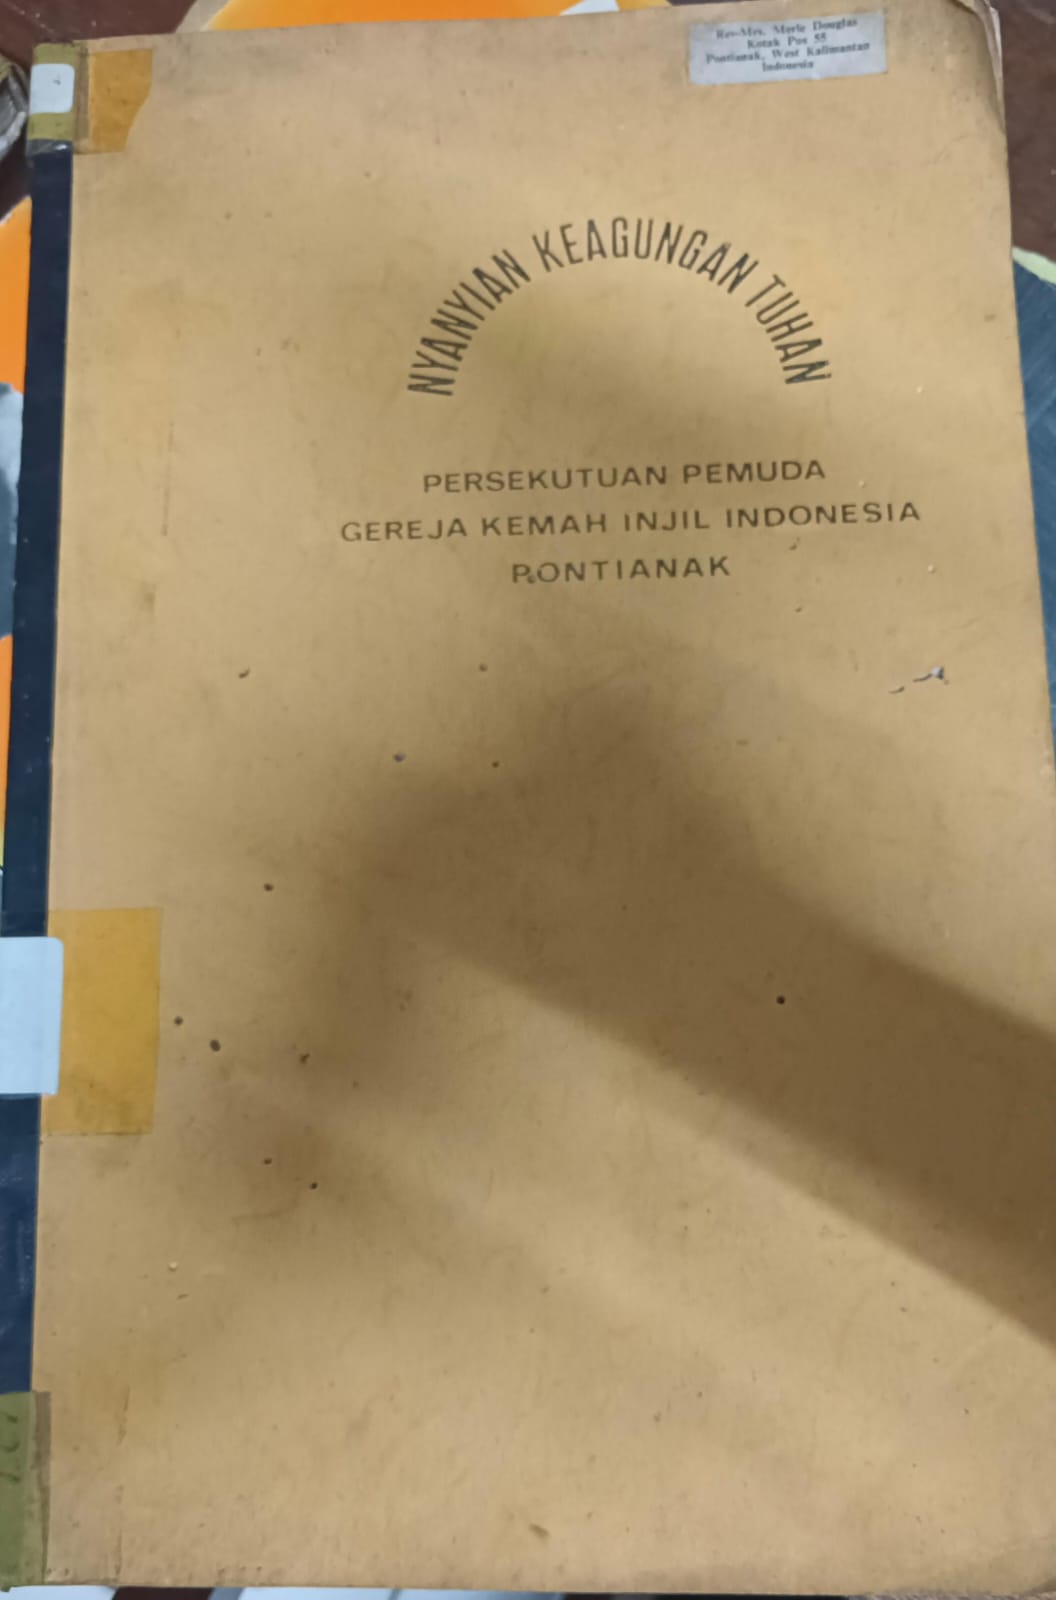 Rev-Mrs. Merle Douglas
Kotak Pos 55
Pontianak, West Kalimantan
Indonesia
NYANYIAN KEAGUNGAN TUHAN
PERSEKUTUAN PEMUDA
GEREJA KEMAH INJIL INDONESIA
PONTIANAK